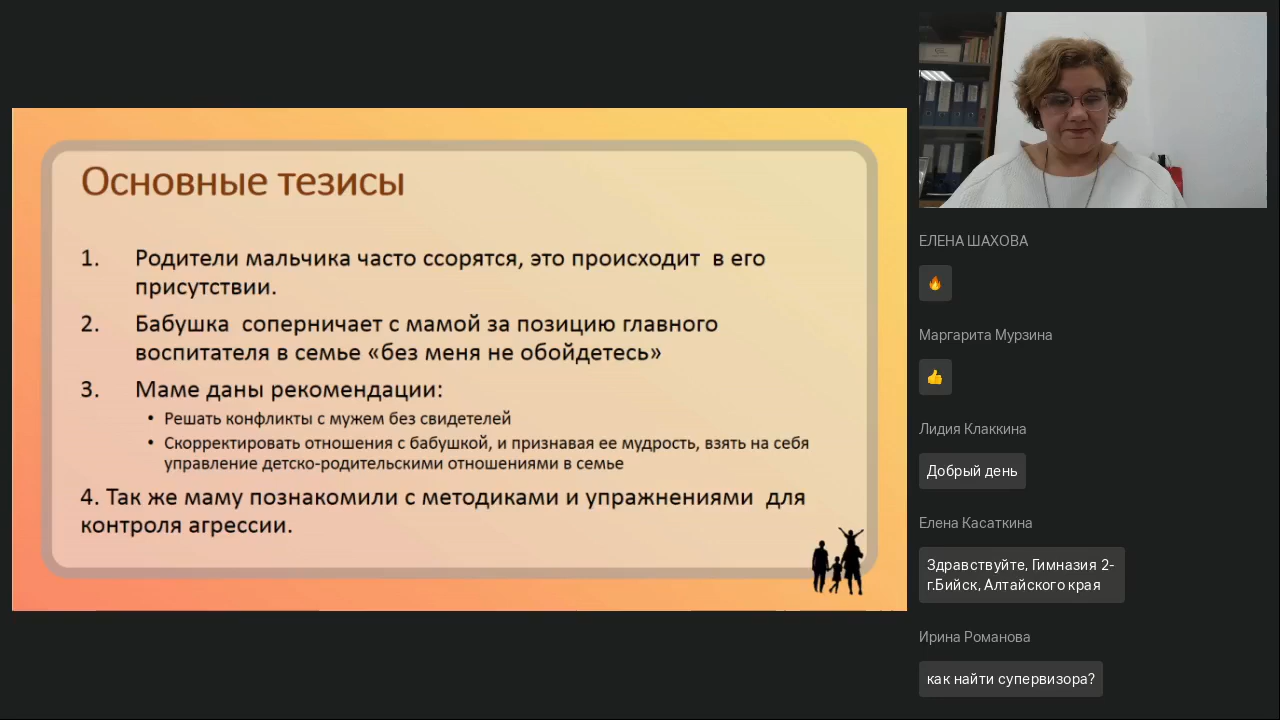 Основные тезисы
1. Родители мальчика часто ссорятся, это происходит в его
присутствии.
2. Бабушка соперничает с мамой за позицию главного
воспитателя в семье «без меня не обойдетесь»
3. Маме даны рекомендации:
• Решать конфликты с мужем без свидетелей
• Скорректировать отношения с бабушкой, и признавая ее мудрость, взять на себя
управление детско-родительскими отношениями в семье
4. Так же маму познакомили с методиками и упражнениями для
контроля агрессии.
ЕЛЕНА ШАХОВА
🔥
Маргарита Мурзина
👍
Лидия Клаккина
Добрый день
Елена Касаткина
Здравствуйте, Гимназия 2-
г.Бийск, Алтайского края
Ирина Романова
как найти супервизора?